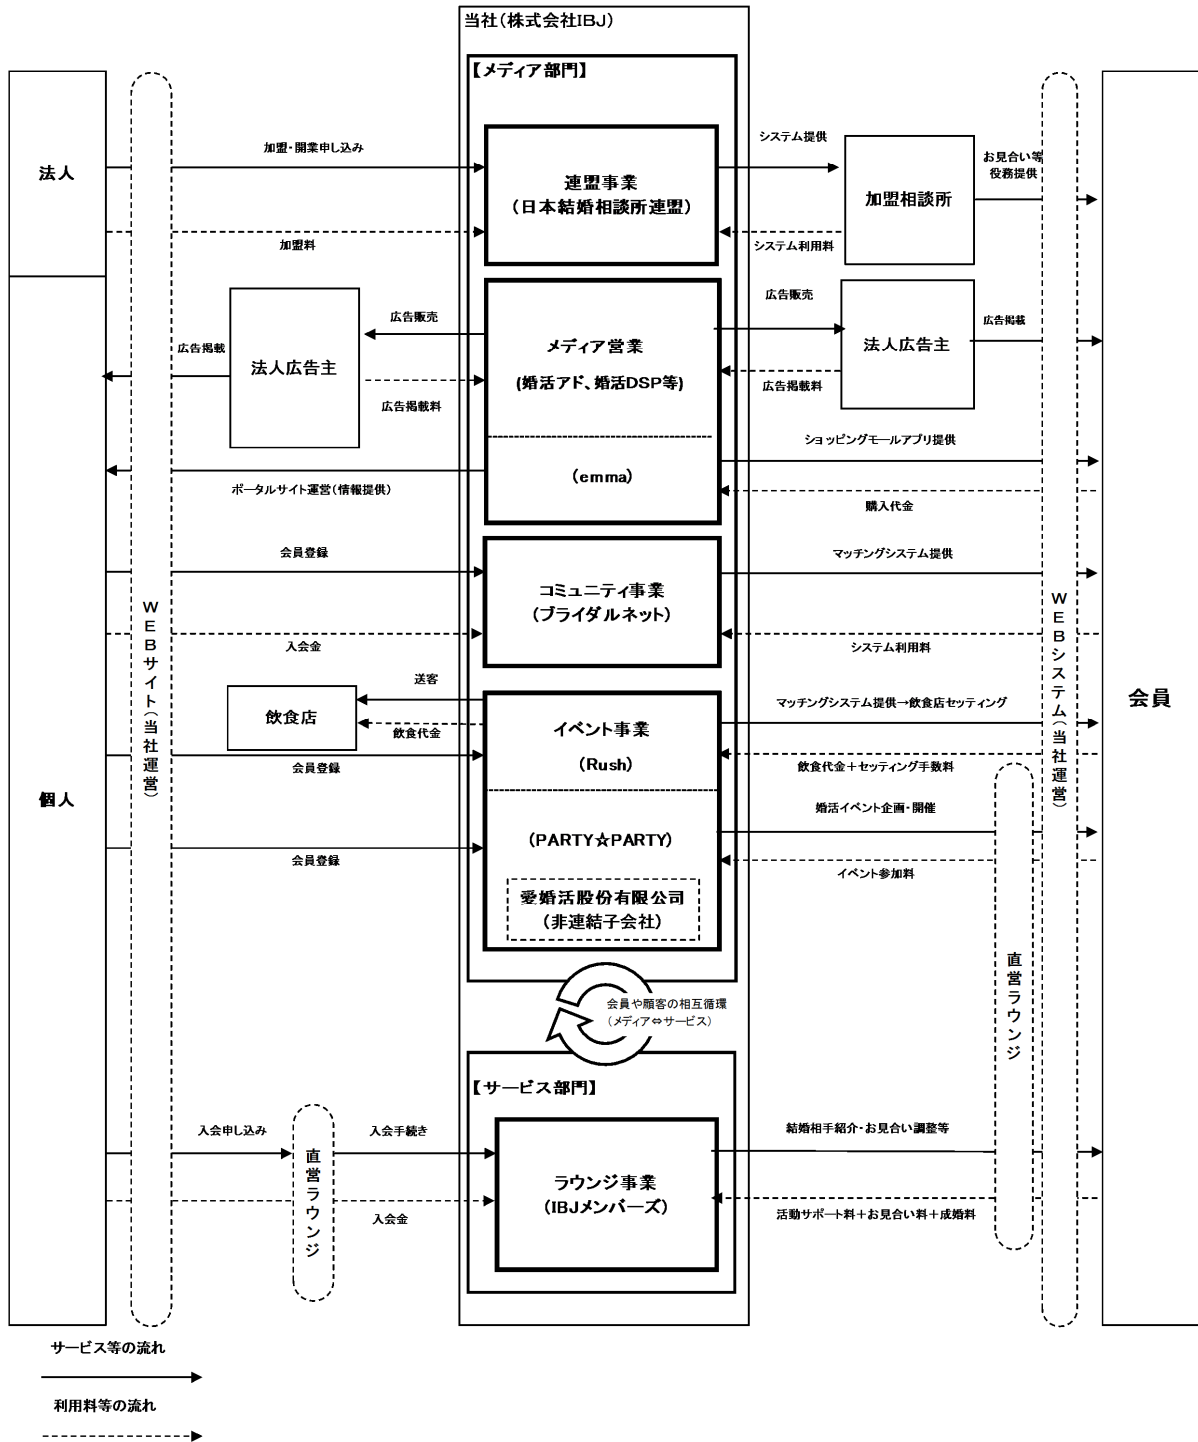 当社(株式会社IBJ)
【メディア部門】
法人
加盟・開業申し込み
加盟料
連盟事業
(日本結婚相談所連盟)
システム提供
システム利用料
加盟相談所
お見合い等
役務提供
広告掲載
法人広告主
広告販売
広告掲載料
メディア営業
(婚活アド、婚活DSP等)
広告販売
広告掲載料
法人広告主
広告掲載
ポータルサイト運営(情報提供)
(emma)
ショッピングモールアプリ提供
購入代金
会員登録
入会金
コミュニティ事業
(ブライダルネット)
マッチングシステム提供
システム利用料
WEBサイト(当社運営)
WEBシステム(当社運営)
個人
会員
飲食店
送客
飲食代金
会員登録
イベント事業
(Rush)
マッチングシステム提供→飲食店セッティング
飲食代金+セッティング手数料
会員登録
(PARTY☆PARTY)
愛婚活股份有限公司
(非連結子会社)
婚活イベント企画・開催
イベント参加料
直営ラウンジ
会員や顧客の相互循環
(メディア⇔サービス)
【サービス部門】
入会申し込み
直営ラウンジ
入会手続き
入会金
ラウンジ事業
(IBJメンバーズ)
結婚相手紹介・お見合い調整等
活動サポート料+お見合い料+成婚料
サービス等の流れ
利用料等の流れ